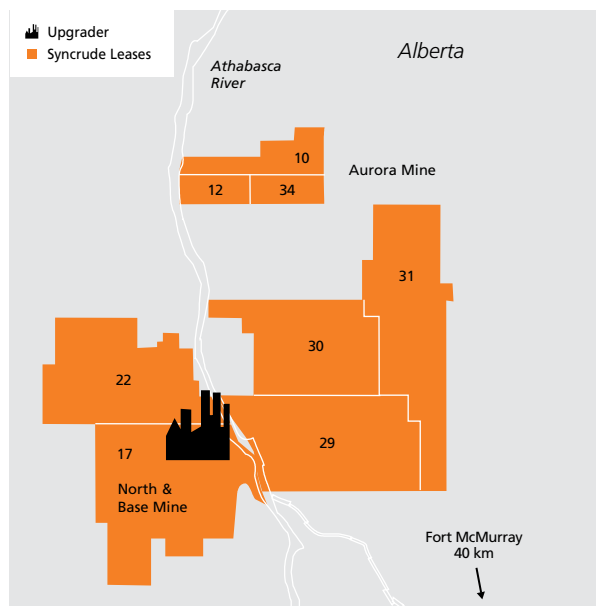 Upgrader
Syncrude Leases
Athabasca
River
Alberta
10
Aurora Mine
12
34
31
30
22
29
17
North &
Base Mine
Fort McMurray
40 km